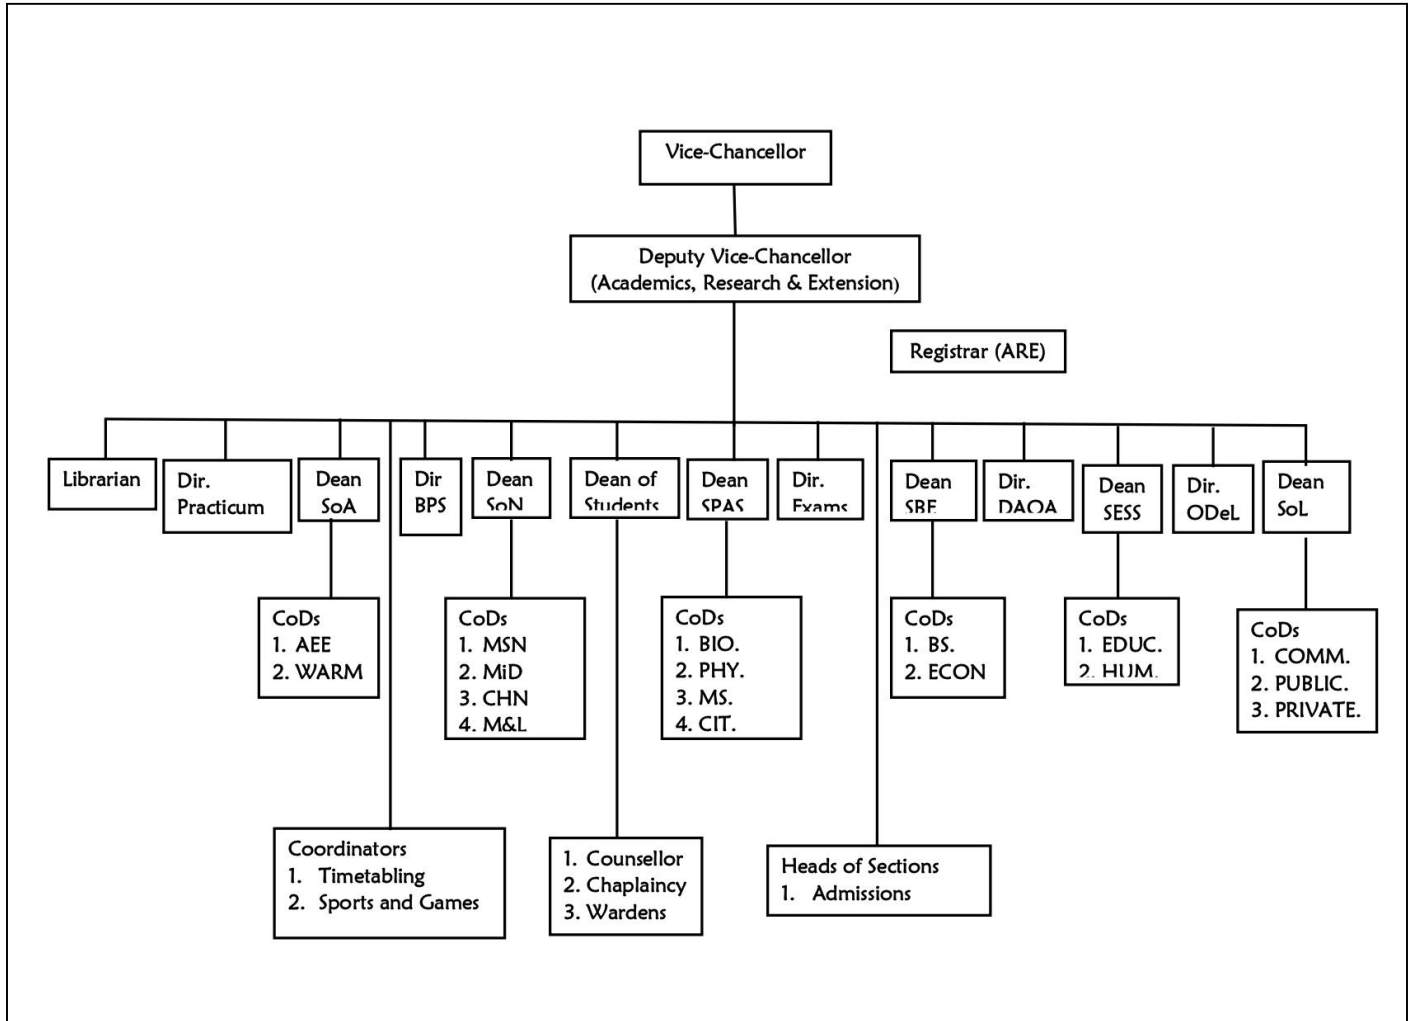 Vice-Chancellor
Deputy Vice-Chancellor
(Academics, Research & Extension)
Registrar (ARE)
Librarian
Dir.
Practicum
Dean
SoA
Dir
BPS
Dean
SoN
Dean of
Students
Dean
SPAS
Dir.
Exams
Dean
SBE
Dir.
DAQA
Dean
SESS
Dir.
ODeL
Dean
SoL
CoDs
1. AEE
2. WARM
CoDs
1. MSN
2. MiD
3. CHN
4. M&L
CoDs
1. BIO.
2. PHY.
3. MS.
4. CIT.
CoDs
1. BS.
2. ECON
CoDs
1. EDUC.
2. HUM.
CoDs
1. COMM.
2. PUBLIC.
3. PRIVATE.
Coordinators
1. Timetabling
2. Sports and Games
1. Counsellor
2. Chaplaincy
3. Wardens
Heads of Sections
1. Admissions